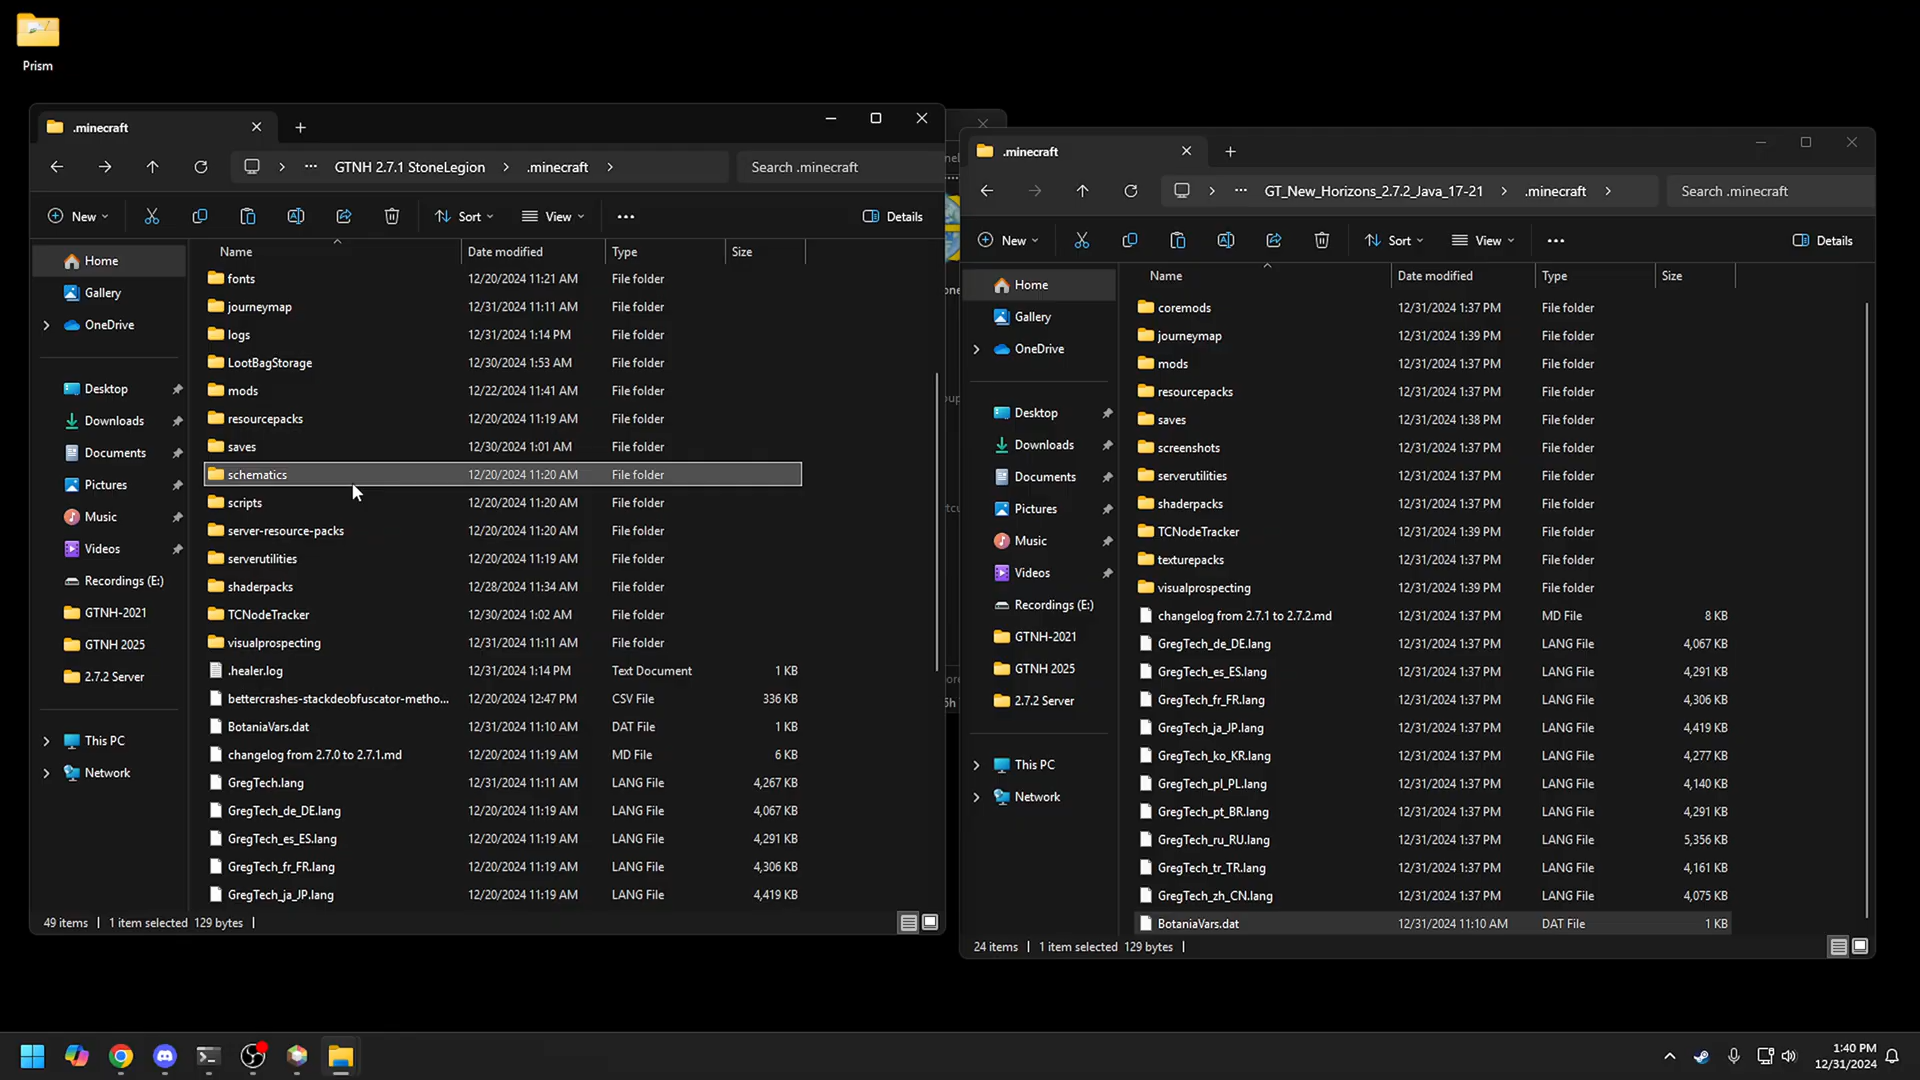 Prism
.minecraft
GTNH 2.7.1 StoneLegion
.minecraft
Search .minecraft
New
Sort
View
Details
Home
Gallery
OneDrive
Desktop
Downloads
Documents
Pictures
Music
Videos
Recordings (E:)
GTNH-2021
GTNH 2025
2.7.2 Server
This PC
Network
Name Date modified Type Size
fonts 12/20/2024 11:21 AM File folder
journeymap 12/31/2024 11:11 AM File folder
logs 12/31/2024 1:14 PM File folder
LootBagStorage 12/30/2024 1:53 AM File folder
mods 12/22/2024 11:41 AM File folder
resourcepacks 12/20/2024 11:19 AM File folder
saves 12/30/2024 1:01 AM File folder
schematics 12/20/2024 11:20 AM File folder
scripts 12/20/2024 11:20 AM File folder
server-resource-packs 12/20/2024 11:20 AM File folder
serverutilities 12/20/2024 11:19 AM File folder
shaderpacks 12/28/2024 11:34 AM File folder
TCNodeTracker 12/30/2024 1:02 AM File folder
visualprospecting 12/31/2024 11:11 AM File folder
.healer.log 12/31/2024 1:14 PM Text Document 1 KB
bettercrashes-stackdeobfuscator-metho... 12/20/2024 12:47 PM CSV File 336 KB
BotaniaVars.dat 12/31/2024 11:10 AM DAT File 1 KB
changelog from 2.7.0 to 2.7.1.md 12/20/2024 11:19 AM MD File 6 KB
GregTech.lang 12/31/2024 11:11 AM LANG File 4,267 KB
GregTech_de_DE.lang 12/20/2024 11:19 AM LANG File 4,067 KB
GregTech_es_ES.lang 12/20/2024 11:19 AM LANG File 4,291 KB
GregTech_fr_FR.lang 12/20/2024 11:19 AM LANG File 4,306 KB
GregTech_ja_JP.lang 12/20/2024 11:19 AM LANG File 4,419 KB
49 items 1 item selected 129 bytes
.minecraft
GT_New_Horizons_2.7.2_Java_17-21
.minecraft
Search .minecraft
New
Sort
View
Details
Home
Gallery
OneDrive
Desktop
Downloads
Documents
Pictures
Music
Videos
Recordings (E:)
GTNH-2021
GTNH 2025
2.7.2 Server
This PC
Network
Name Date modified Type Size
coremods 12/31/2024 1:37 PM File folder
journeymap 12/31/2024 1:39 PM File folder
mods 12/31/2024 1:37 PM File folder
resourcepacks 12/31/2024 1:37 PM File folder
saves 12/31/2024 1:38 PM File folder
screenshots 12/31/2024 1:37 PM File folder
serverutilities 12/31/2024 1:37 PM File folder
shaderpacks 12/31/2024 1:37 PM File folder
TCNodeTracker 12/31/2024 1:39 PM File folder
texturepacks 12/31/2024 1:37 PM File folder
visualprospecting 12/31/2024 1:39 PM File folder
changelog from 2.7.1 to 2.7.2.md 12/31/2024 1:37 PM MD File 8 KB
GregTech_de_DE.lang 12/31/2024 1:37 PM LANG File 4,067 KB
GregTech_es_ES.lang 12/31/2024 1:37 PM LANG File 4,291 KB
GregTech_fr_FR.lang 12/31/2024 1:37 PM LANG File 4,306 KB
GregTech_ja_JP.lang 12/31/2024 1:37 PM LANG File 4,419 KB
GregTech_ko_KR.lang 12/31/2024 1:37 PM LANG File 4,277 KB
GregTech_pl_PL.lang 12/31/2024 1:37 PM LANG File 4,140 KB
GregTech_pt_BR.lang 12/31/2024 1:37 PM LANG File 4,291 KB
GregTech_ru_RU.lang 12/31/2024 1:37 PM LANG File 5,356 KB
GregTech_tr_TR.lang 12/31/2024 1:37 PM LANG File 4,161 KB
GregTech_zh_CN.lang 12/31/2024 1:37 PM LANG File 4,075 KB
BotaniaVars.dat 12/31/2024 11:10 AM DAT File 1 KB
24 items 1 item selected 129 bytes
1:40 PM
12/31/2024